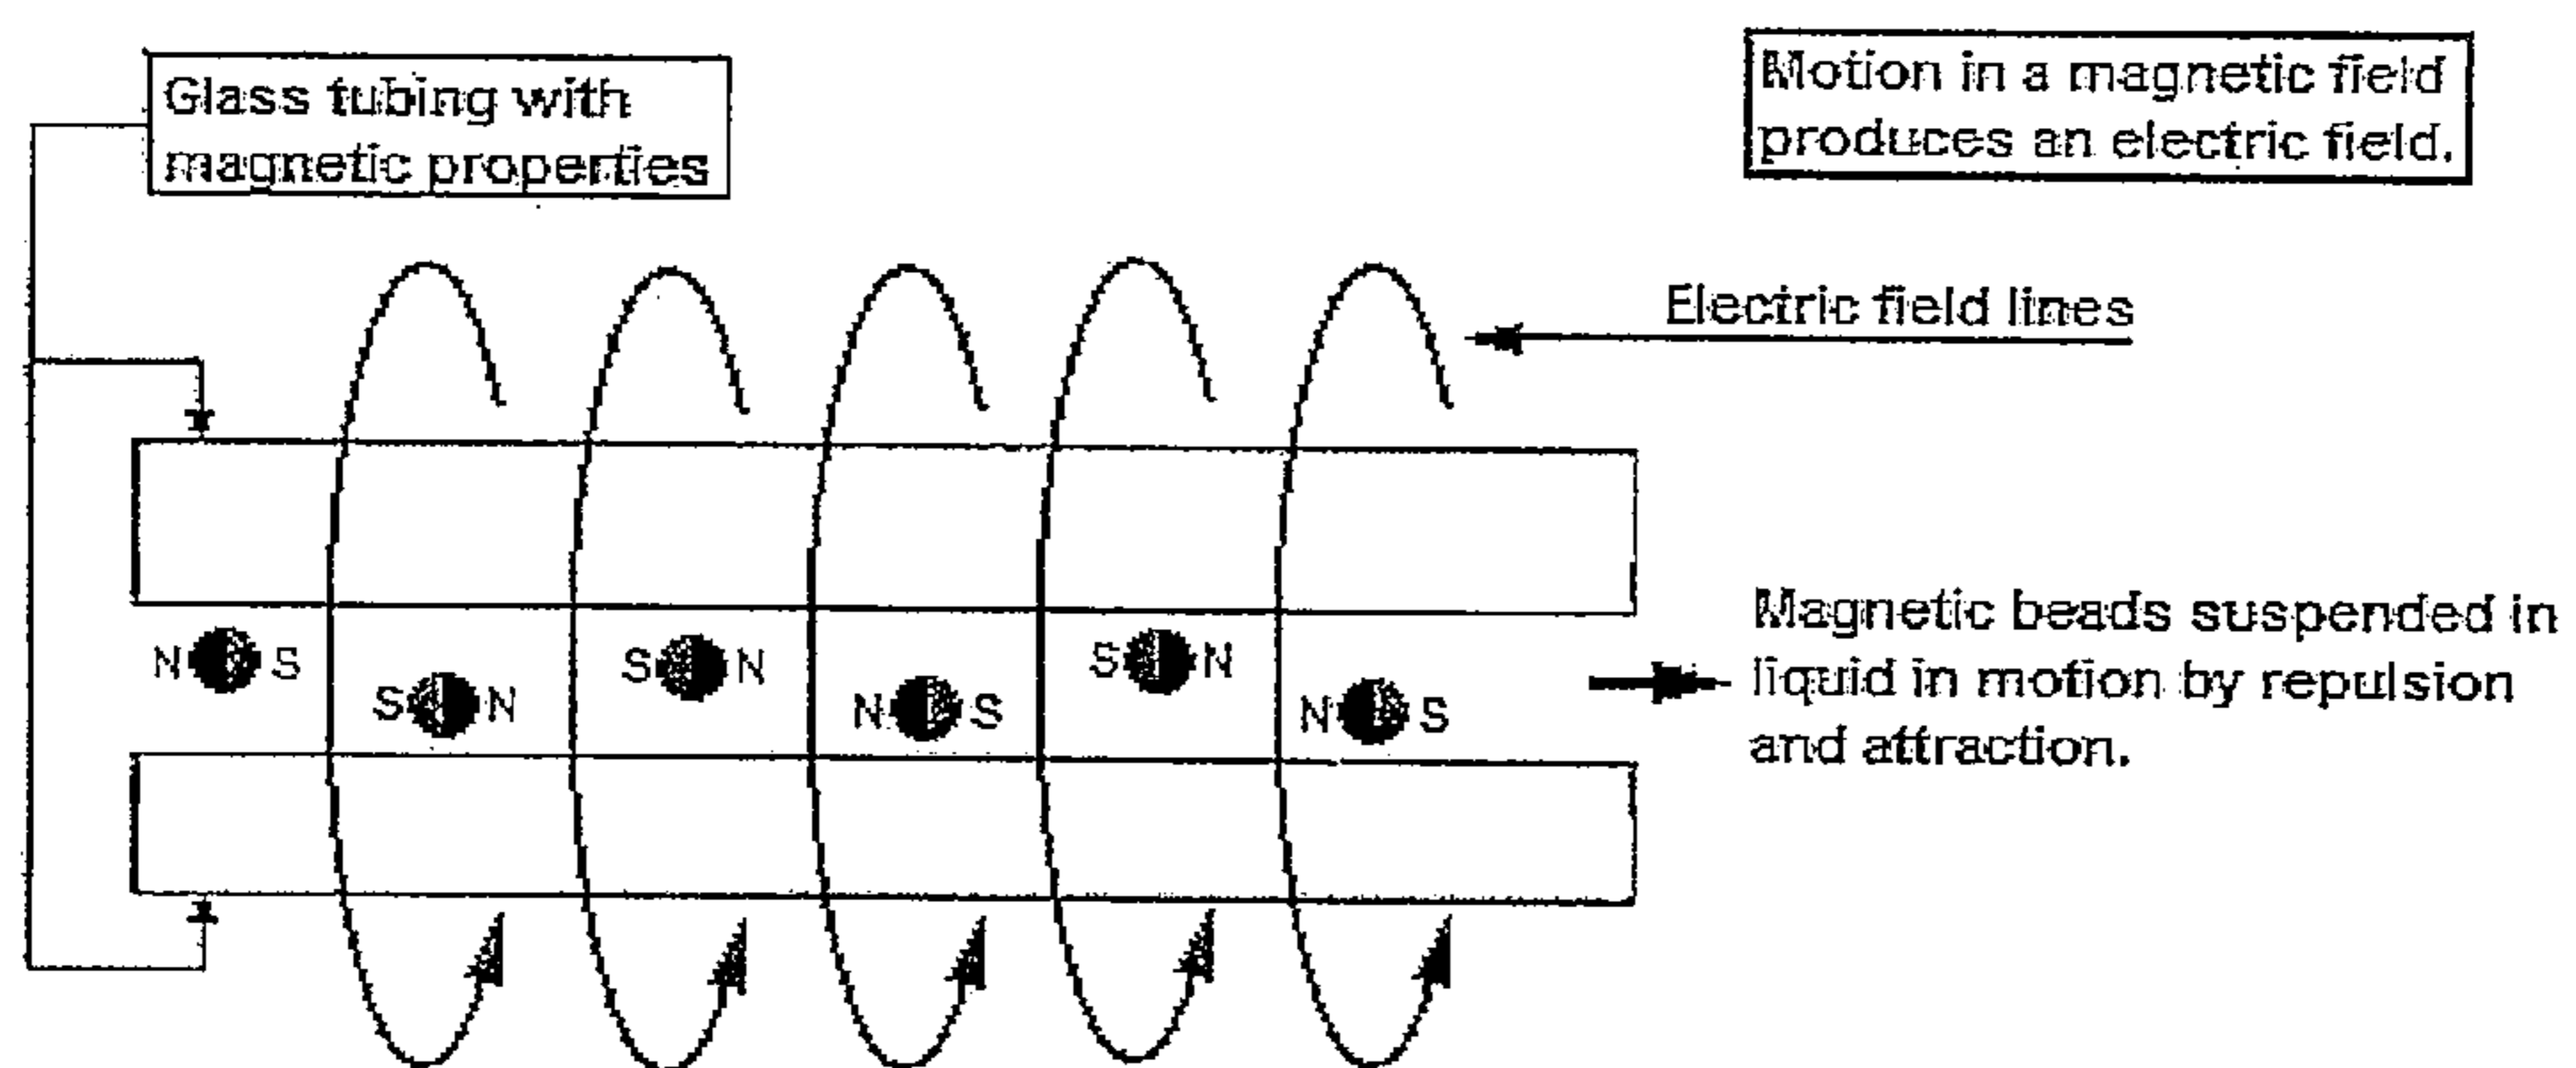 Glass tubing with
magnetic properties
Motion in a magnetic field
produces an electric field.
Electric field lines
N S
S N
S N
N S
S N
N S
Magnetic beads suspended in
liquid in motion by repulsion
and attraction.